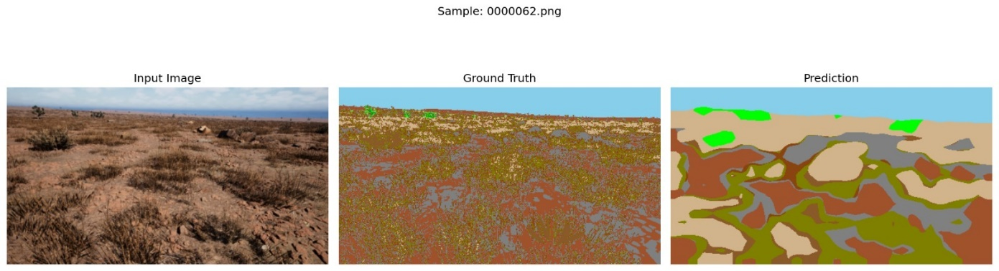 Sample: 0000062.png
Input Image
Ground Truth
Prediction